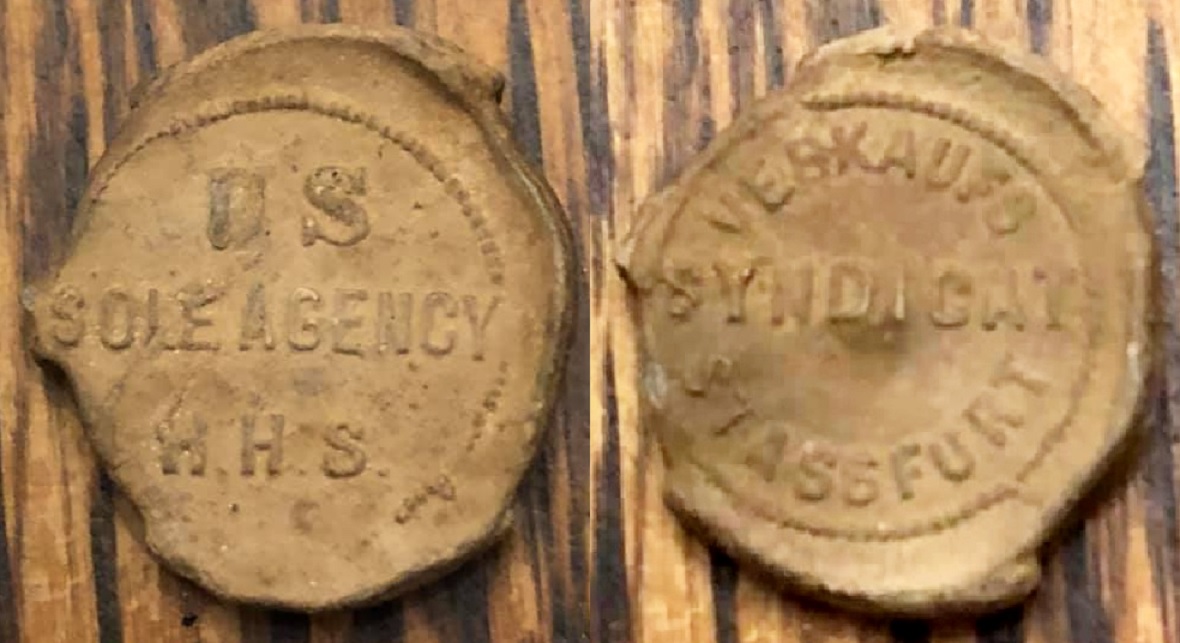 U S
SOLE AGENCY
H.H.S.
VERKAUFS
SYNDICAT
STASSFURT